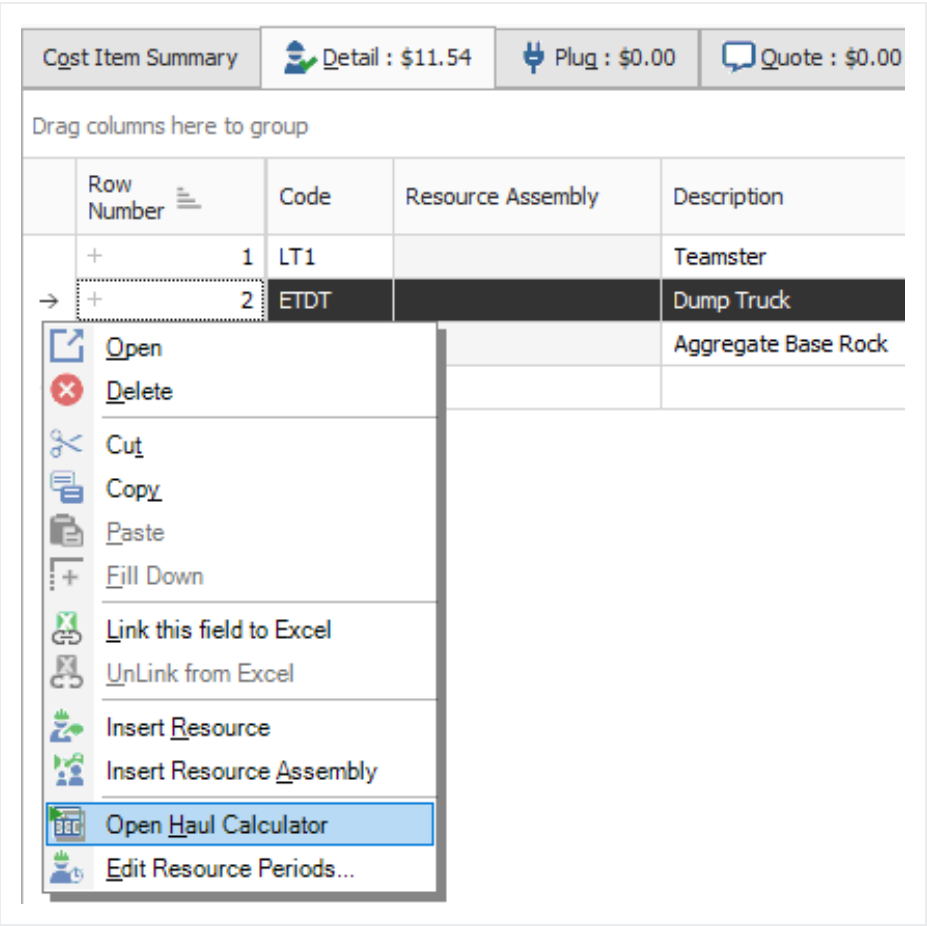 Cost Item Summary Detail : $11.54 Plug : $0.00 Quote : $0.00
Drag columns here to group
Row Number Code Resource Assembly Description
1 LT1 Teamster
2 ETDT Dump Truck
Aggregate Base Rock
Open
Delete
Cut
Copy
Paste
Fill Down
Link this field to Excel
UnLink from Excel
Insert Resource
Insert Resource Assembly
Open Haul Calculator
Edit Resource Periods...